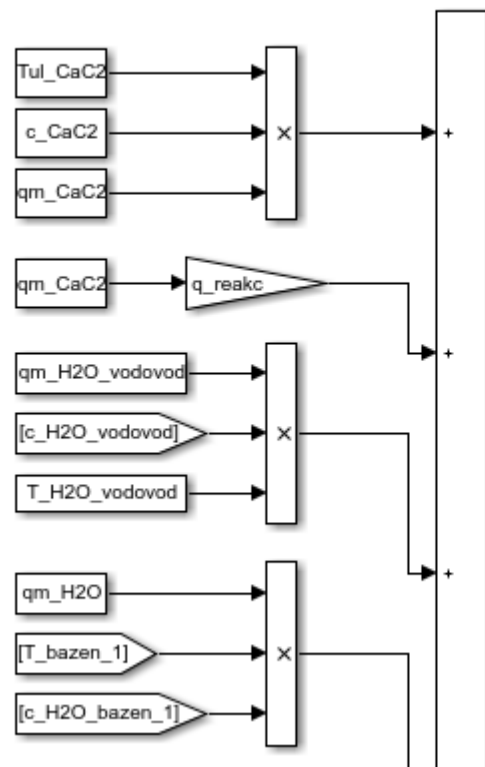 Tul_CaC2
c_CaC2
×
+
qm_CaC2
qm_CaC2
q_reakc
+
qm_H2O_vodovod
[c_H2O_vodovod]
×
T_H2O_vodovod
+
qm_H2O
[T_bazen_1]
×
[c_H2O_bazen_1]